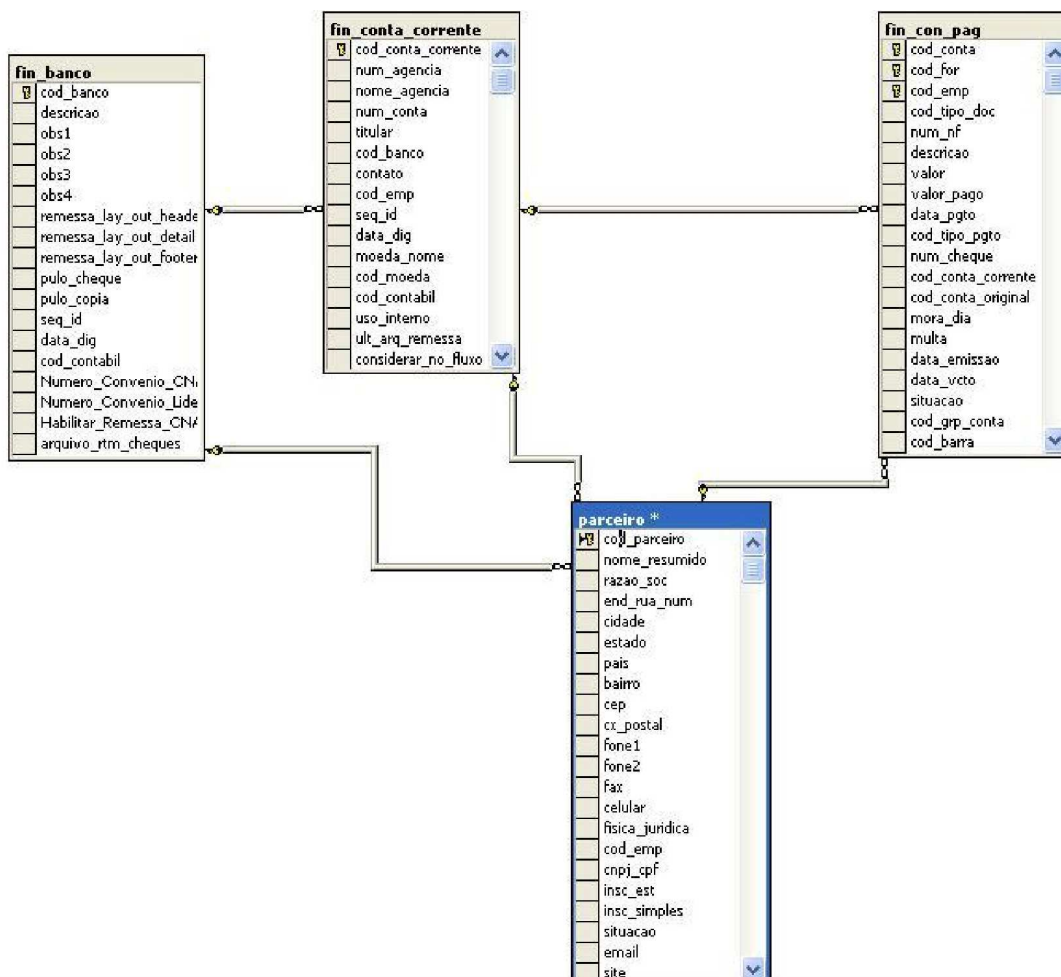 fin_banco
cod_banco
descricao
obs1
obs2
obs3
obs4
remessa_lay_out_heade
remessa_lay_out_detail
remessa_lay_out_footer
pulo_cheque
pulo_copia
seq_id
data_dig
cod_contabil
Numero_Convenio_CN
Numero_Convenio_Lide
Habilitar_Remessa_CNA
arquivo_rtm_cheques
fin_conta_corrente
cod_conta_corrente
num_agencia
nome_agencia
num_conta
titular
cod_banco
contato
cod_emp
seq_id
data_dig
moeda_nome
cod_moeda
cod_contabil
uso_interno
ult_arq_remessa
considerar_no_fluxo
fin_con_pag
cod_conta
cod_for
cod_emp
cod_tipo_doc
num_nf
descricao
valor
valor_pago
data_pgto
cod_tipo_pgto
num_cheque
cod_conta_corrente
cod_conta_original
mora_dia
multa
data_emissao
data_vcto
situacao
cod_grp_conta
cod_barra
parceiro *
cod_parceiro
nome_resumido
razao_soc
end_rua_num
cidade
estado
pais
bairro
cep
cx_postal
fone1
fone2
fax
celular
fisica_juridica
cod_emp
cnpj_cpf
insc_est
insc_simples
situacao
email
site